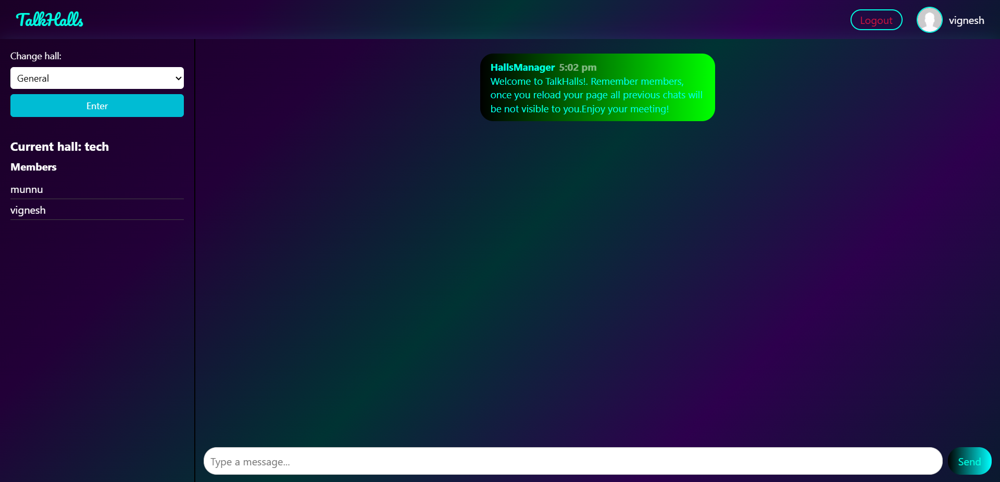 TalkHalls
Logout
vignesh
Change hall:
General
Enter
Current hall: tech
Members
munnu
vignesh
HallsManager 5:02 pm
Welcome to TalkHalls!. Remember members,
once you reload your page all previous chats will
be not visible to you.Enjoy your meeting!
Type a message...
Send